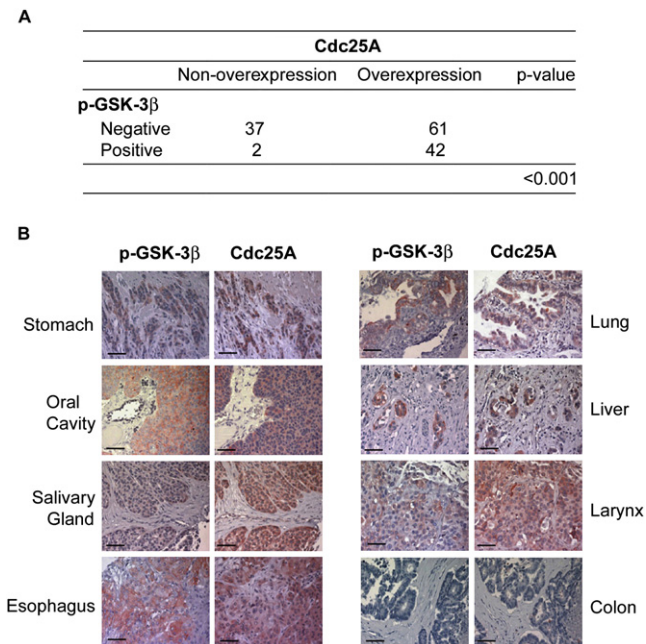 A
Cdc25A
Non-overexpression Overexpression p-value
p-GSK-3β
Negative 37 61
Positive 2 42
<0.001
B
p-GSK-3β Cdc25A p-GSK-3β Cdc25A
Stomach
Lung
Oral
Cavity
Liver
Salivary
Gland
Larynx
Esophagus
Colon